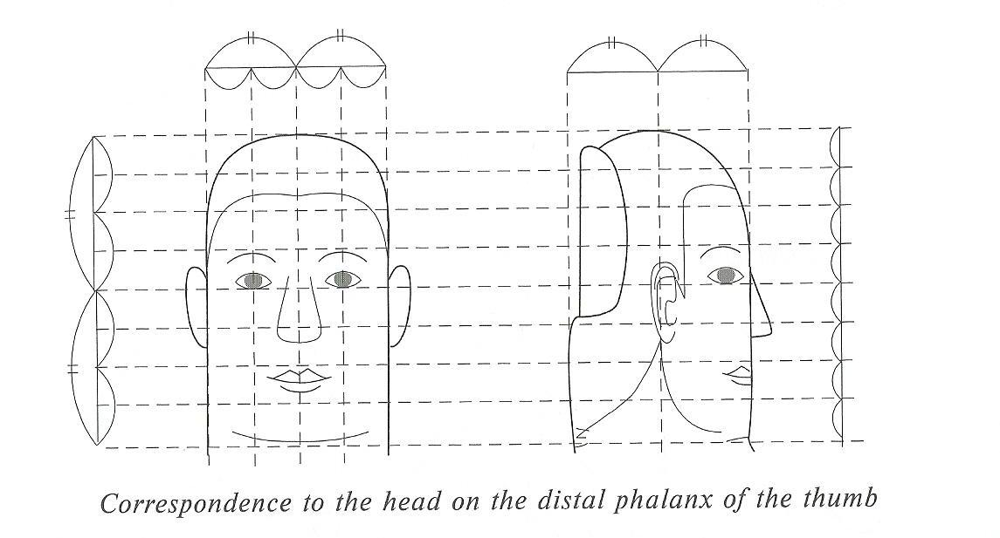 Correspondence to the head on the distal phalanx of the thumb